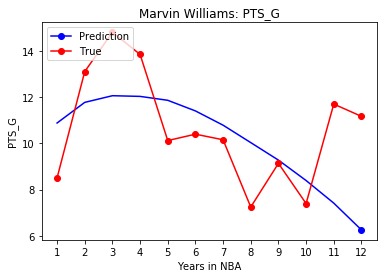 Marvin Williams: PTS_G
Prediction
True
14
12
10
8
6
PTS_G
1 2 3 4 5 6 7 8 9 10 11 12
Years in NBA